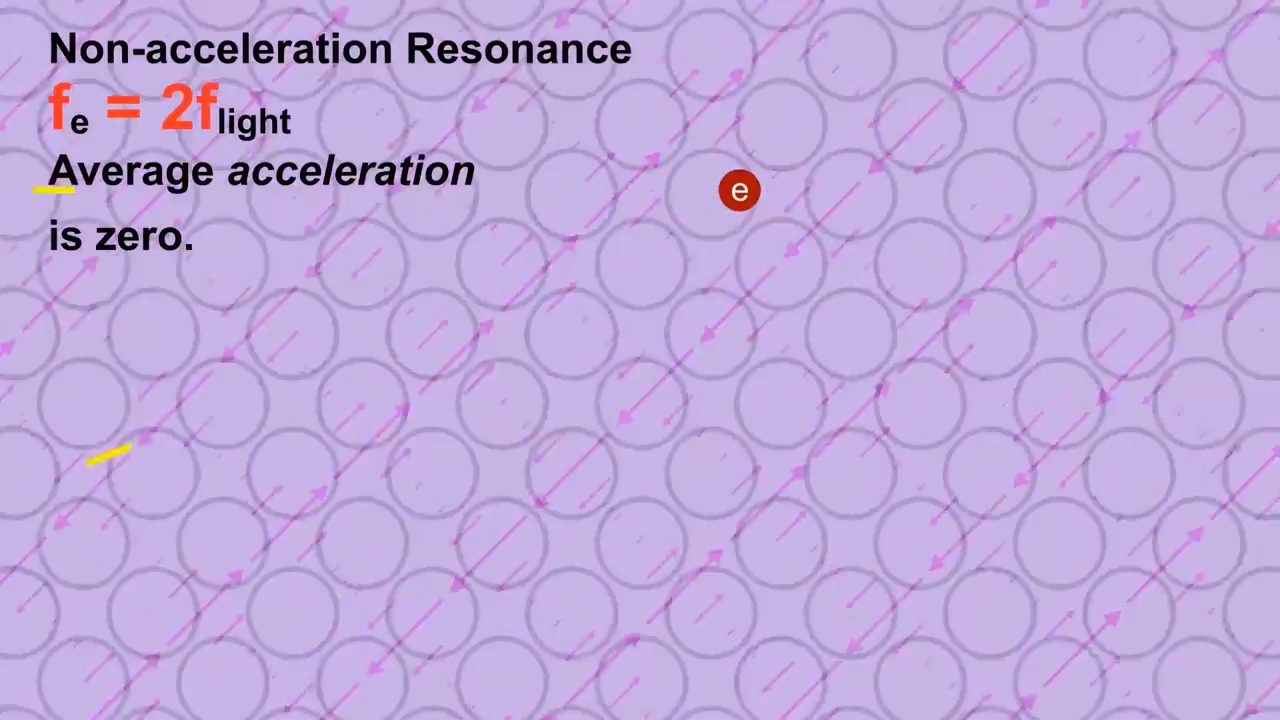 Non-acceleration Resonance
fe = 2flight
Average acceleration
e
is zero.